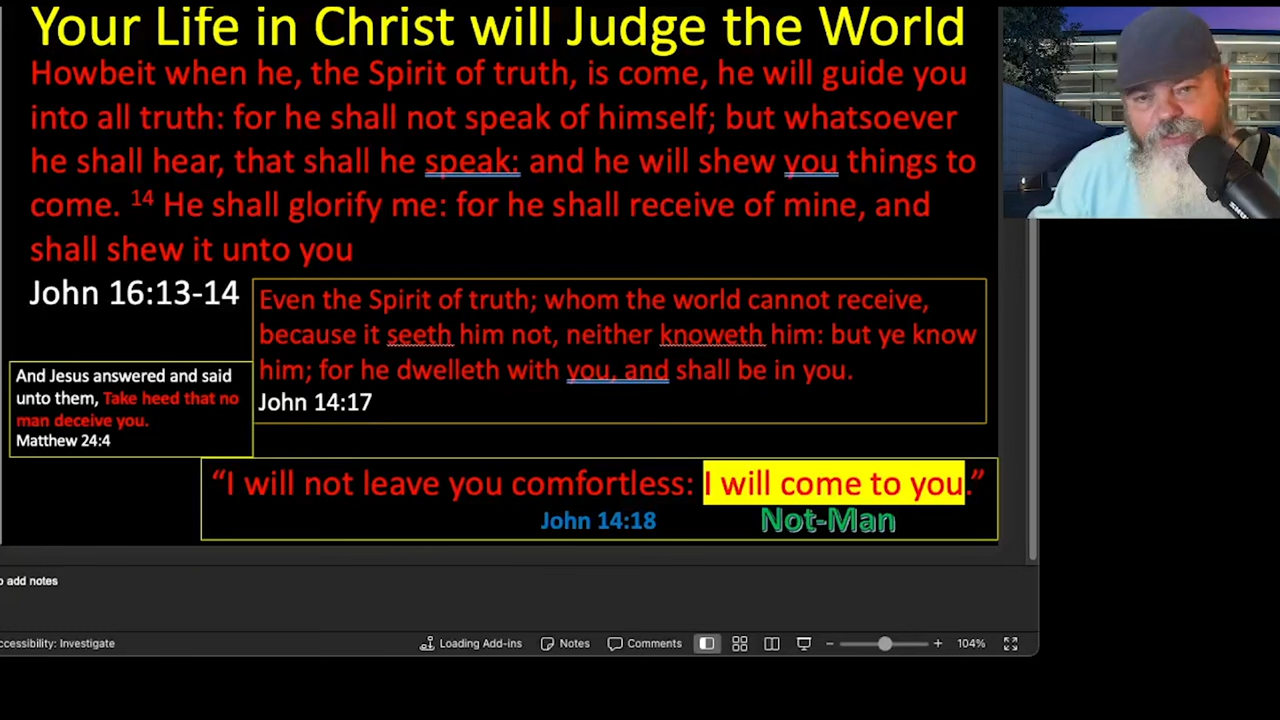 Your Life in Christ will Judge the World
Howbeit when he, the Spirit of truth, is come, he will guide you
into all truth: for he shall not speak of himself; but whatsoever
he shall hear, that shall he speak: and he will shew you things to
come. 14 He shall glorify me: for he shall receive of mine, and
shall shew it unto you
John 16:13-14
Even the Spirit of truth; whom the world cannot receive,
because it seeth him not, neither knoweth him: but ye know
him; for he dwelleth with you, and shall be in you.
John 14:17
And Jesus answered and said
unto them, Take heed that no
man deceive you.
Matthew 24:4
“I will not leave you comfortless: I will come to you.”
John 14:18 Not-Man
o add notes
ccessibility: Investigate Loading Add-ins Notes Comments 104%